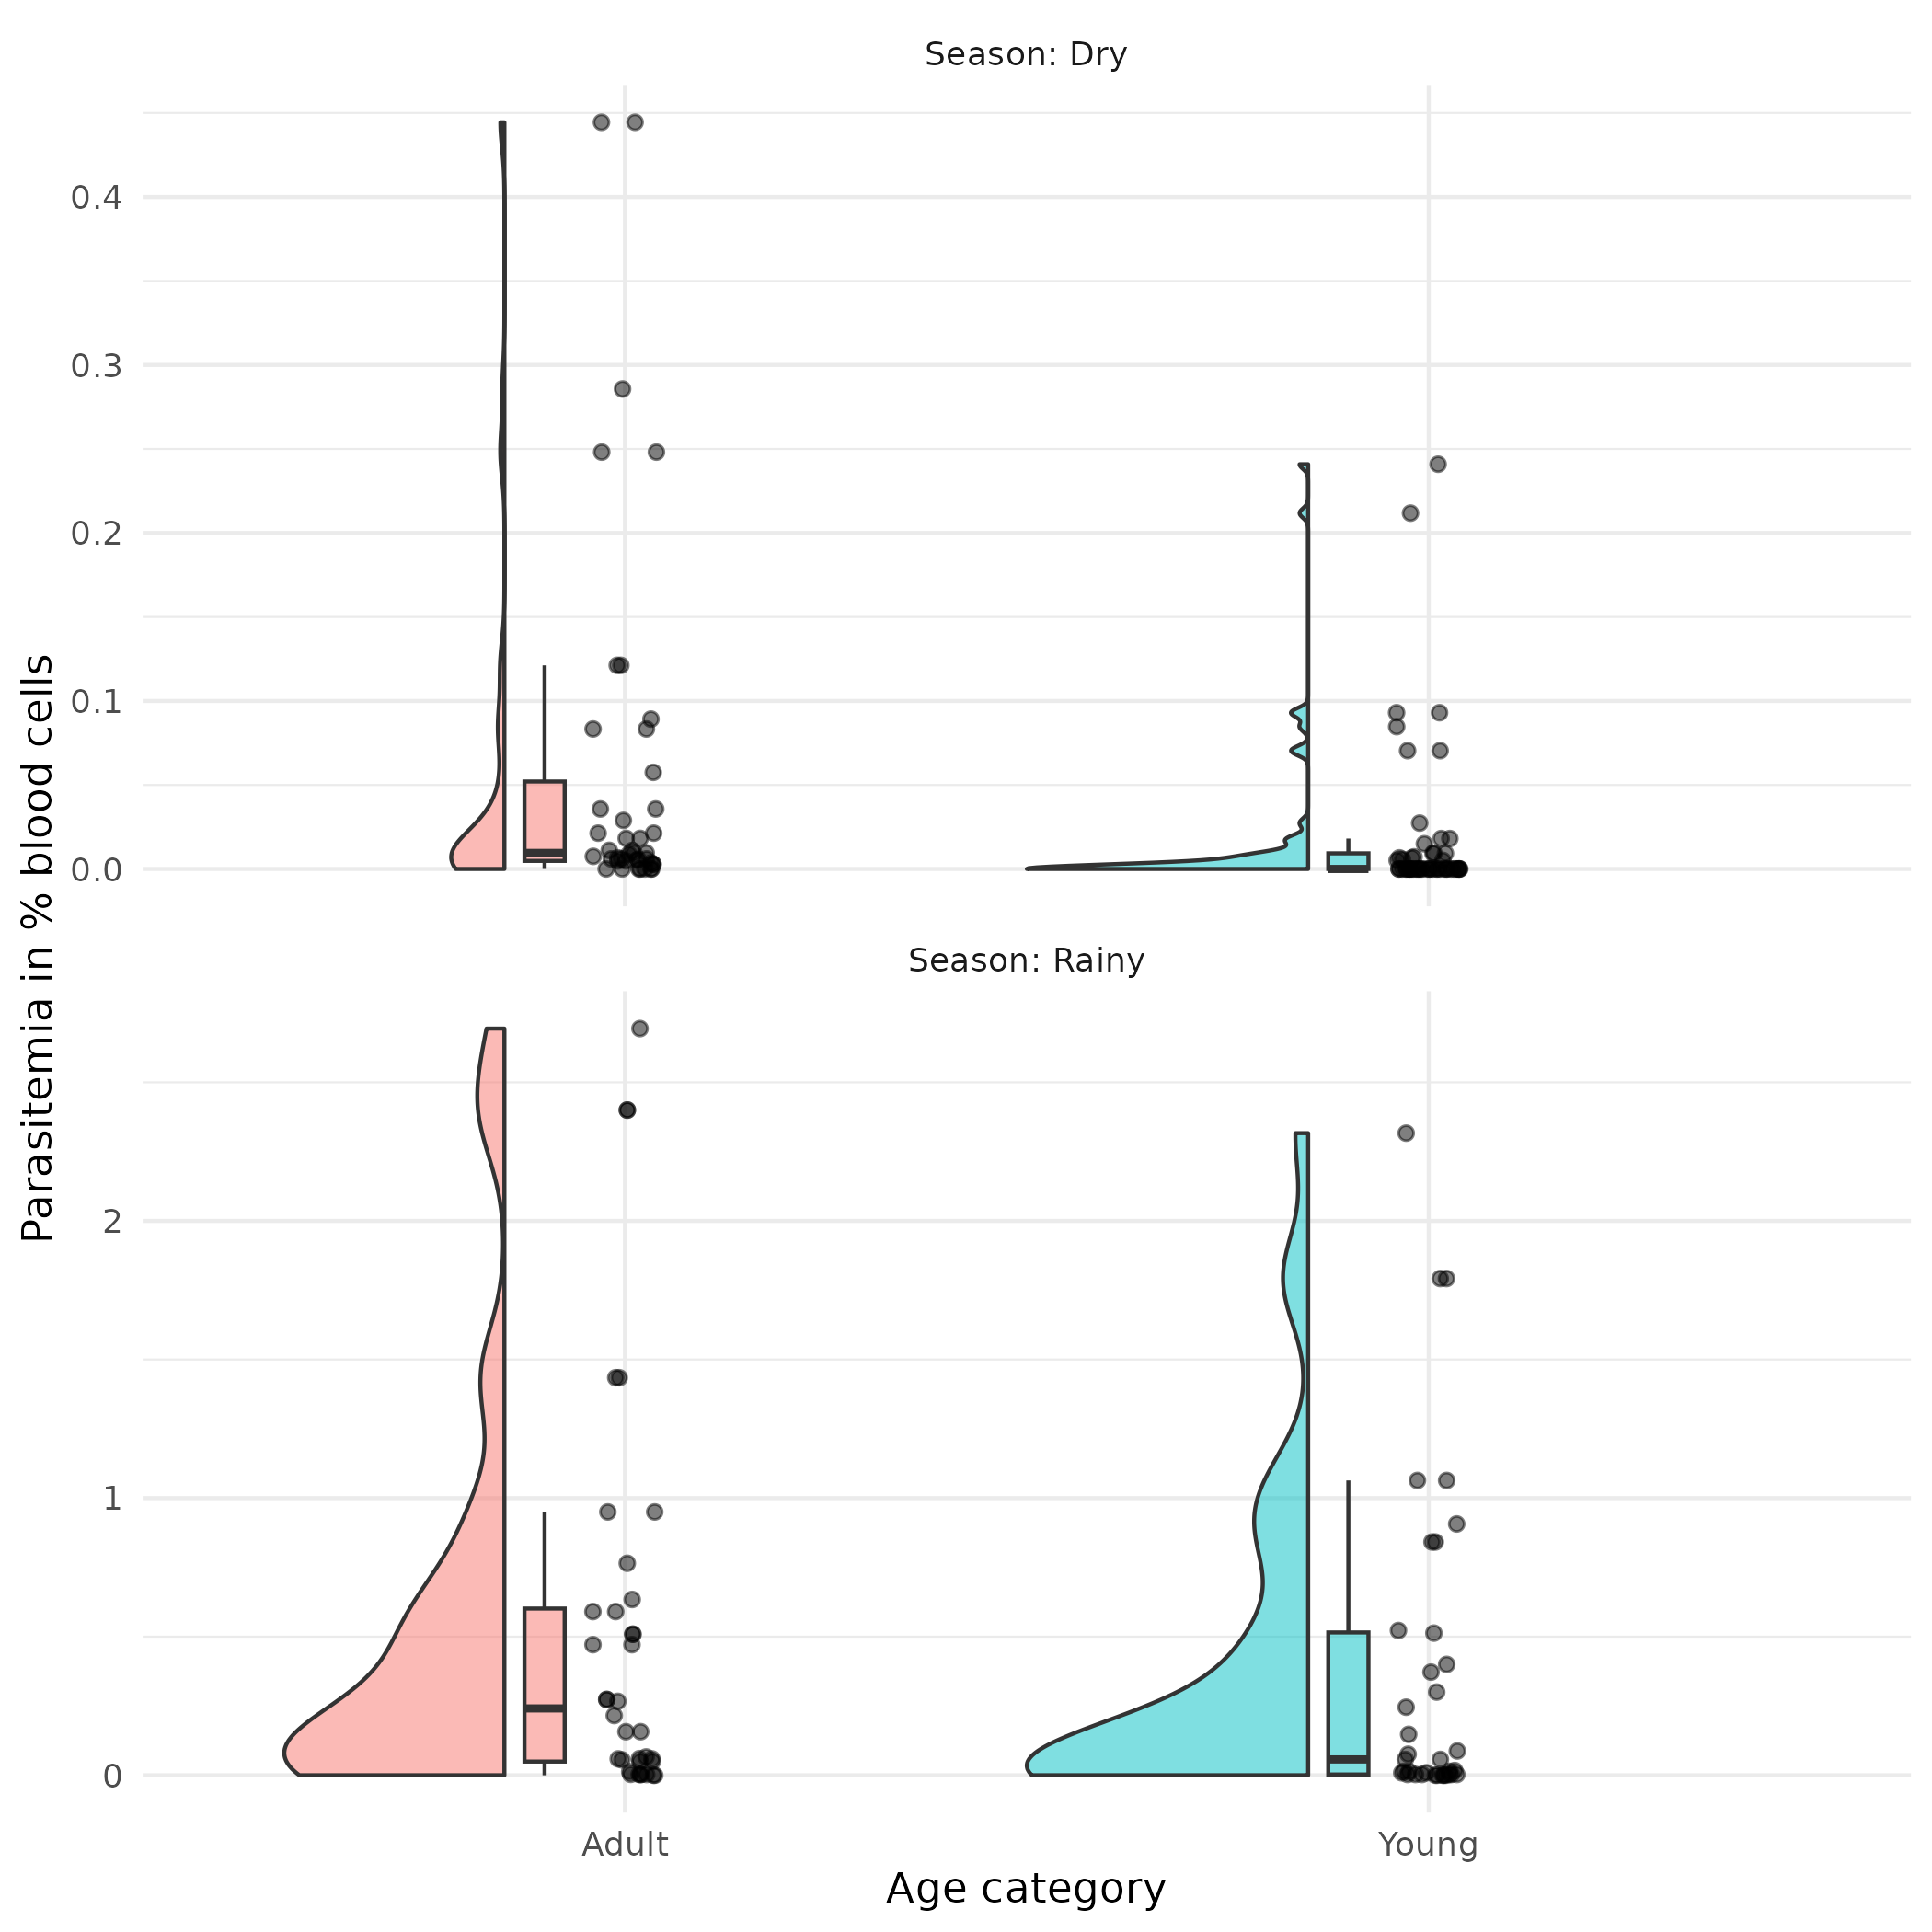 Season: Dry
0.4
0.3
0.2
0.1
0.0
Parasitemia in % blood cells
Season: Rainy
2
1
0
Adult
Young
Age category